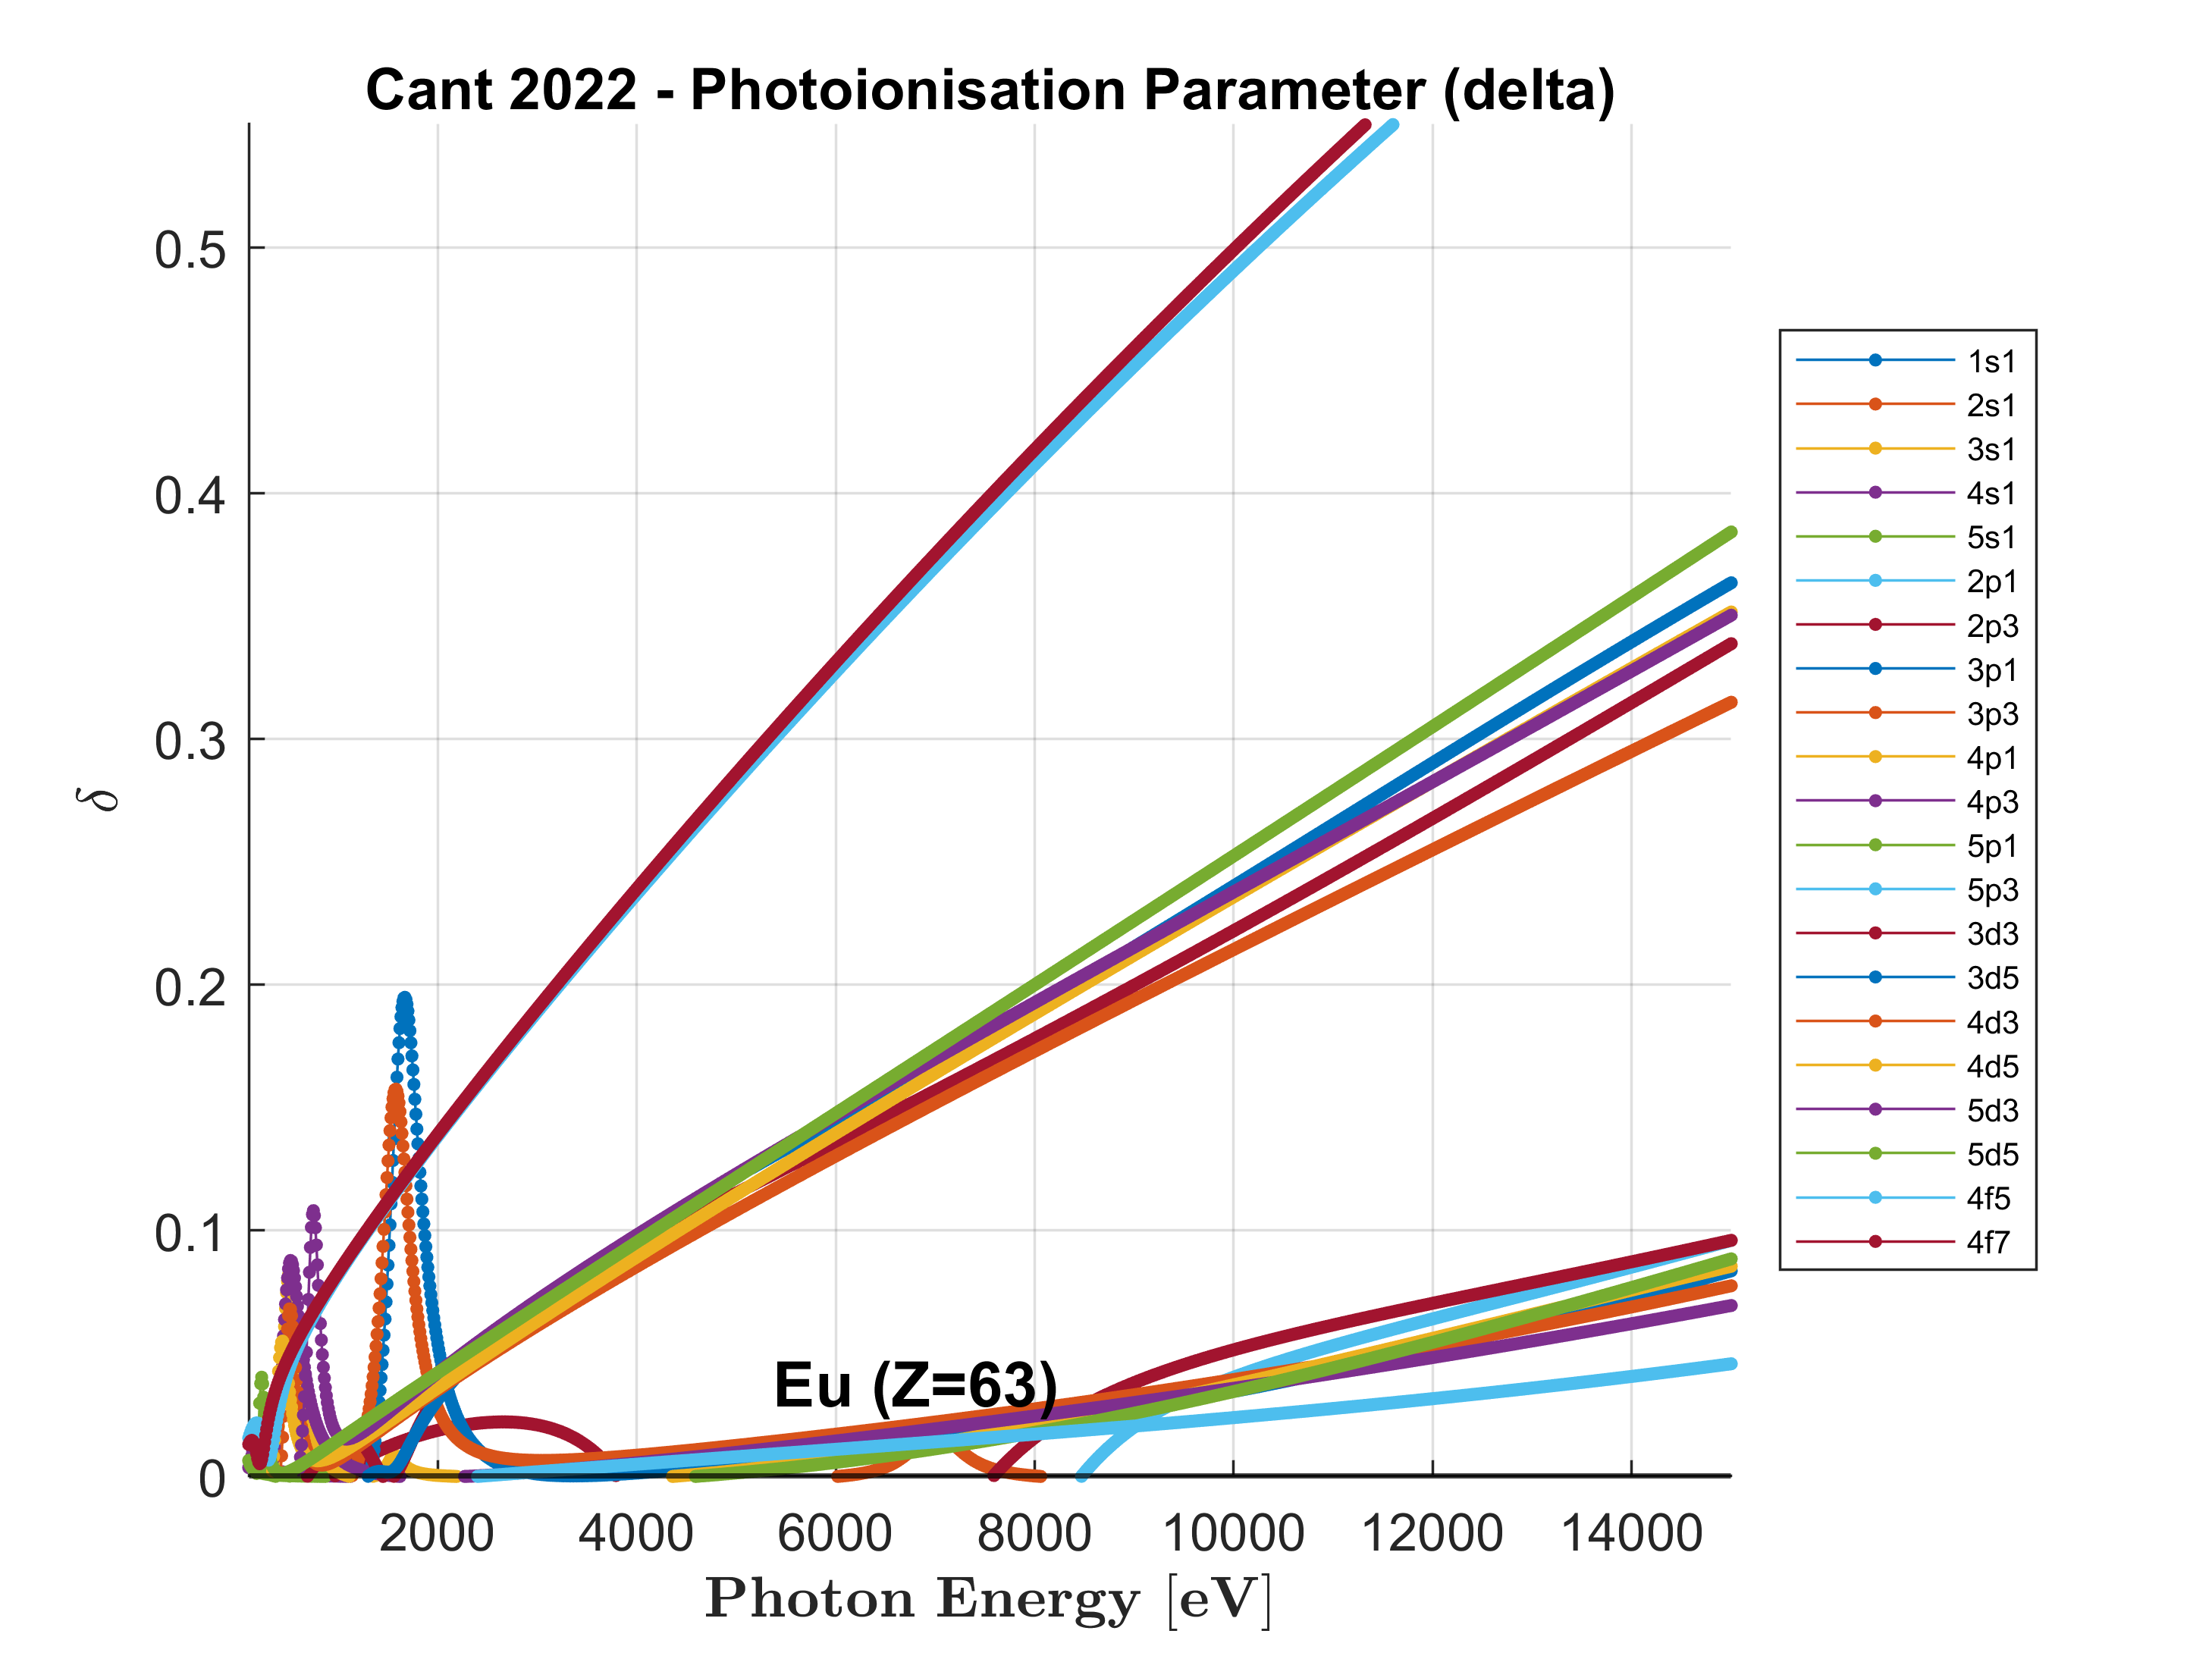 Cant 2022 - Photoionisation Parameter (delta)
0.5
0.4
0.3
0.2
0.1
0
δ
Eu (Z=63)
2000 4000 6000 8000 10000 12000 14000
Photon Energy [eV]
1s1
2s1
3s1
4s1
5s1
2p1
2p3
3p1
3p3
4p1
4p3
5p1
5p3
3d3
3d5
4d3
4d5
5d3
5d5
4f5
4f7